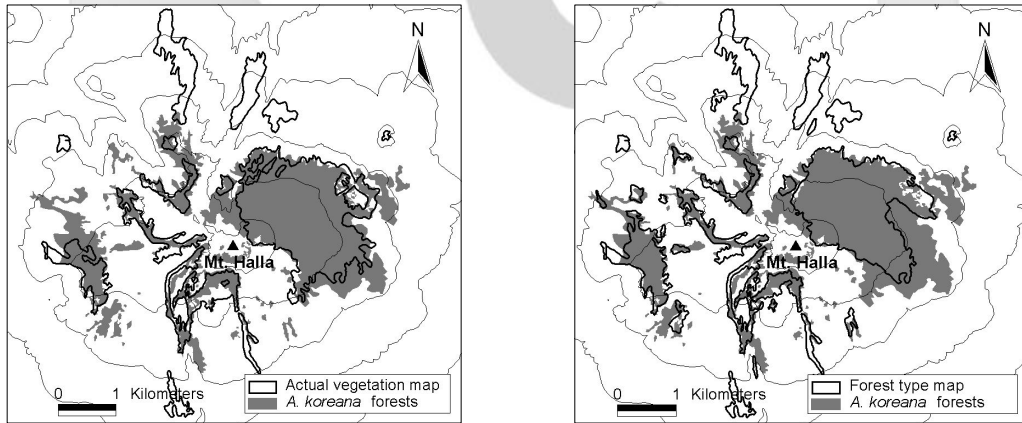 N
Mt. Halla
0 1 Kilometers
Actual vegetation map
A. koreana forests
N
Mt. Halla
0 1 Kilometers
Forest type map
A. koreana forests